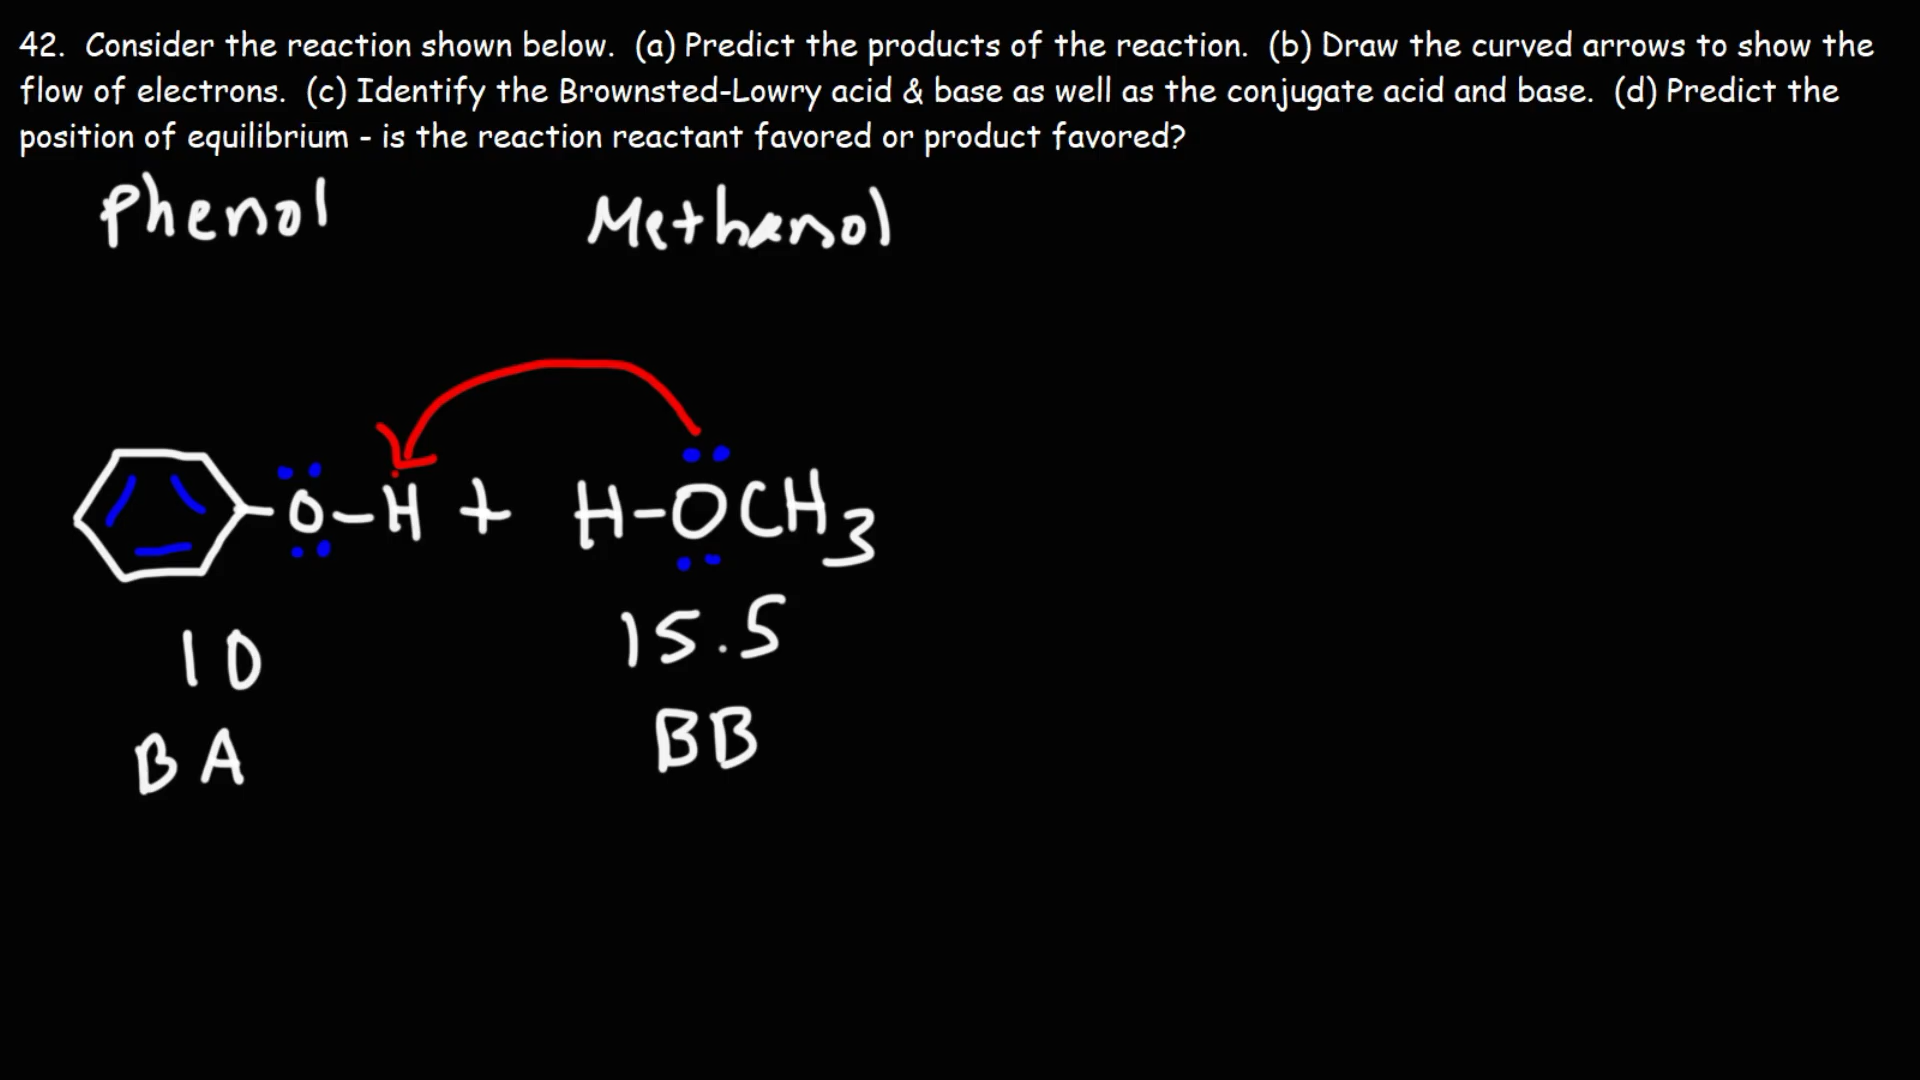 42. Consider the reaction shown below. (a) Predict the products of the reaction. (b) Draw the curved arrows to show the
flow of electrons. (c) Identify the Brownsted-Lowry acid & base as well as the conjugate acid and base. (d) Predict the
position of equilibrium - is the reaction reactant favored or product favored?
Phenol Methanol
O-H + H-OCH3
10 15.5
BA BB